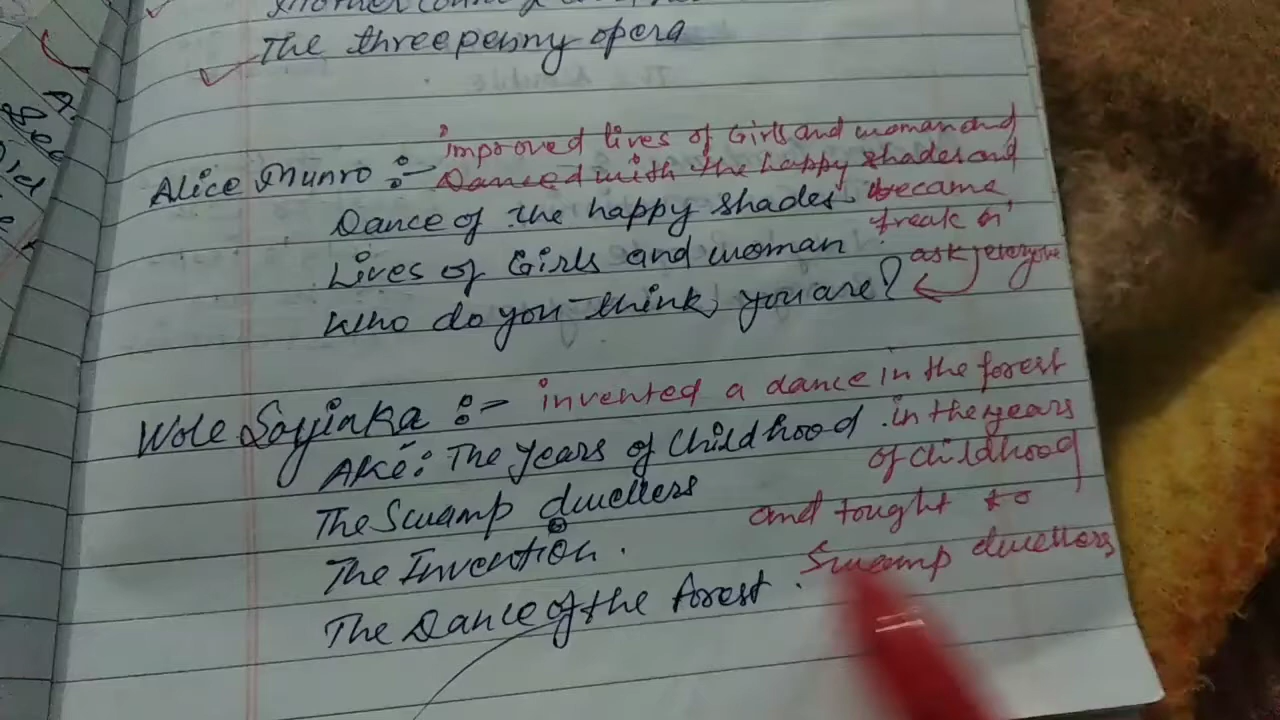 The threepenny opera
improved lives of Girls and woman and
Alice Munro :- Danced with the happy shades and
Dance of the happy shades. became
freak n'
Lives of Girls and woman
ask everyone
Who do you think, you are?
Wole Soyinka :- invented a dance in the forest
AKé: The years of Childhood. in the years
of childhood
The Swamp dwellers
and tought to
The Invention.
Swamp dwellers
The Dance of the forest.